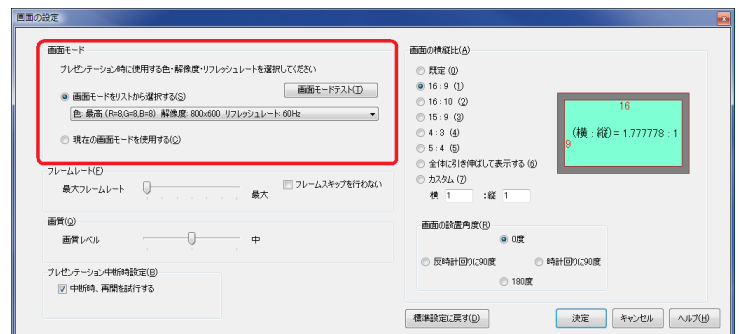 画面の設定
画面モード
プレゼンテーション時に使用する色・解像度・リフレッシュレートを選択してください
画面モードをリストから選択する(S)
画面モードテスト(T)
色: 最高 (R=8,G=8,B=8) 解像度: 800x600 リフレッシュレート: 60Hz
現在の画面モードを使用する(C)
フレームレート(F)
最大フレームレート
最大
フレームスキップを行わない
画質(Q)
画質レベル
中
プレゼンテーション中断時設定(B)
中断時、再開を試行する
画面の横縦比(A)
既定 (0)
16 : 9 (1)
16 : 10 (2)
15 : 9 (3)
4 : 3 (4)
5 : 4 (5)
全体に引き伸ばして表示する (6)
カスタム (7)
横 1 : 縦 1
16
9
(横 : 縦) = 1.777778 : 1
画面の設置角度(R)
0度
反時計回りに90度
時計回りに90度
180度
標準設定に戻す(D)
決定
キャンセル
ヘルプ(H)